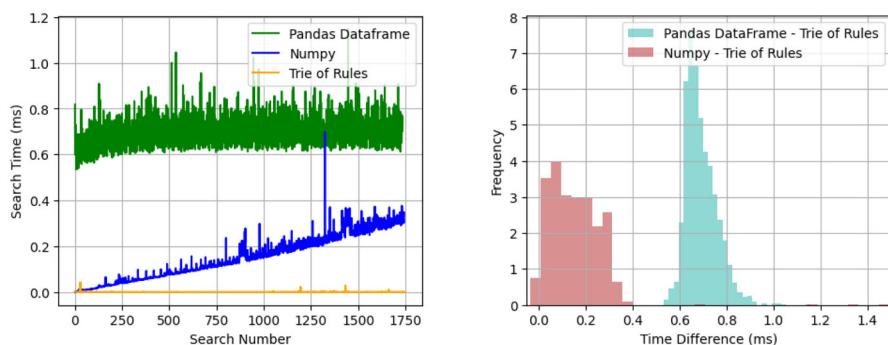 1.2
1.0
0.8
0.6
0.4
0.2
0.0
Search Time (ms)
Pandas Dataframe
Numpy
Trie of Rules
0 250 500 750 1000 1250 1500 1750
Search Number
8
7
6
5
4
3
2
1
0
Frequency
Pandas DataFrame - Trie of Rules
Numpy - Trie of Rules
0.0 0.2 0.4 0.6 0.8 1.0 1.2 1.4
Time Difference (ms)